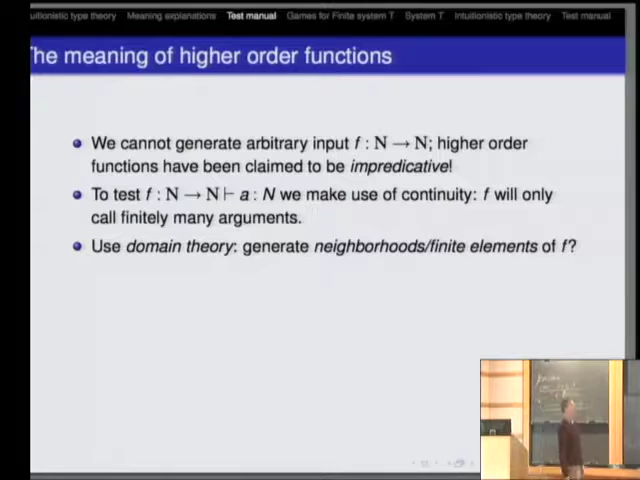 uitionistic type theory Meaning explanations Test manual Games for Finite system T System T Intuitionistic type theory Test manual
The meaning of higher order functions
We cannot generate arbitrary input f : N → N; higher order
functions have been claimed to be impredicative!
To test f : N → N ⊢ a : N we make use of continuity: f will only
call finitely many arguments.
Use domain theory: generate neighborhoods/finite elements of f?